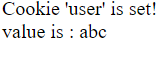 Cookie 'user' is set!
value is : abc